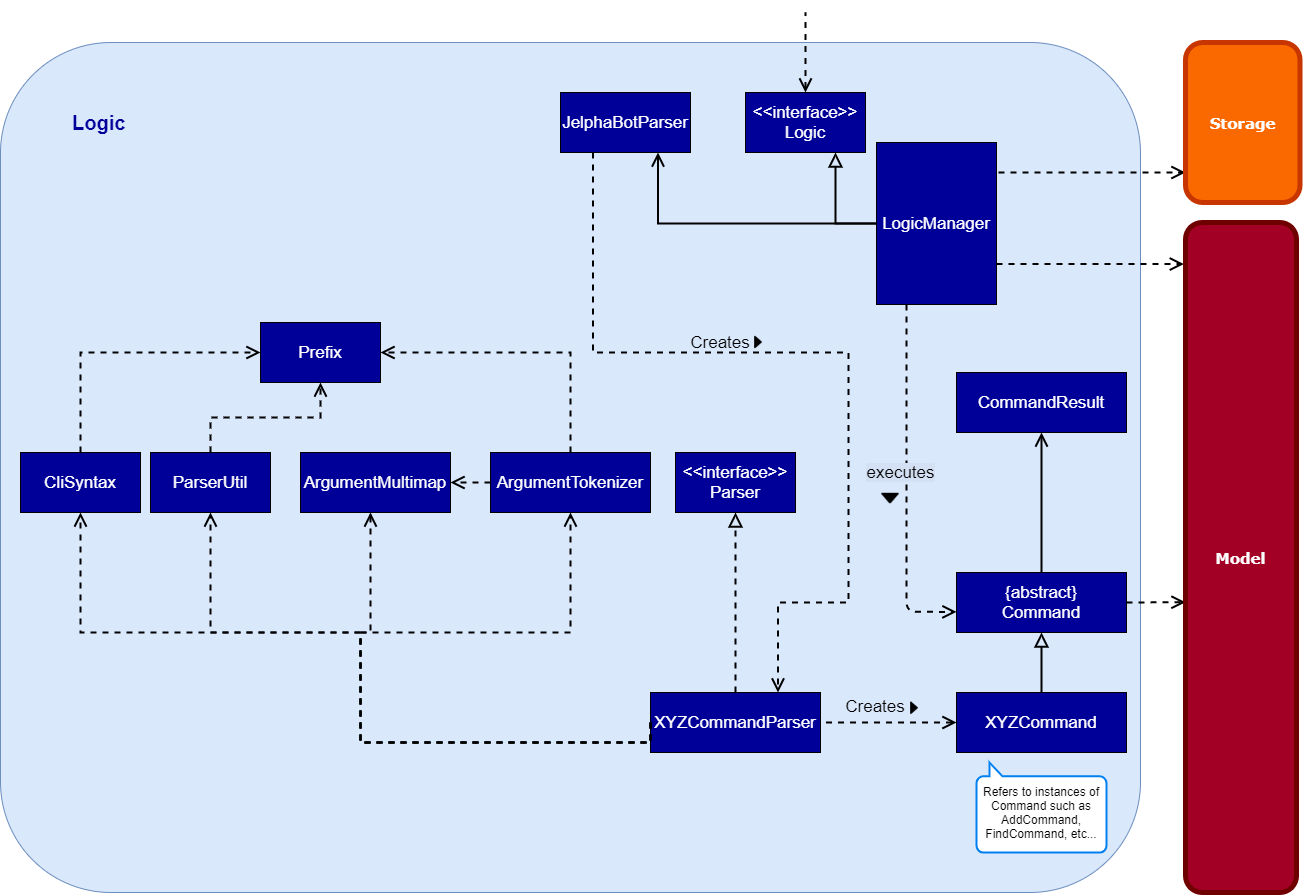 Logic
JelphaBotParser
<<interface>>
Logic
LogicManager
Storage
Creates
Prefix
CommandResult
CliSyntax
ParserUtil
ArgumentMultimap
ArgumentTokenizer
<<interface>>
Parser
executes
Model
{abstract}
Command
XYZCommandParser
Creates
XYZCommand
Refers to instances of
Command such as
AddCommand,
FindCommand, etc...